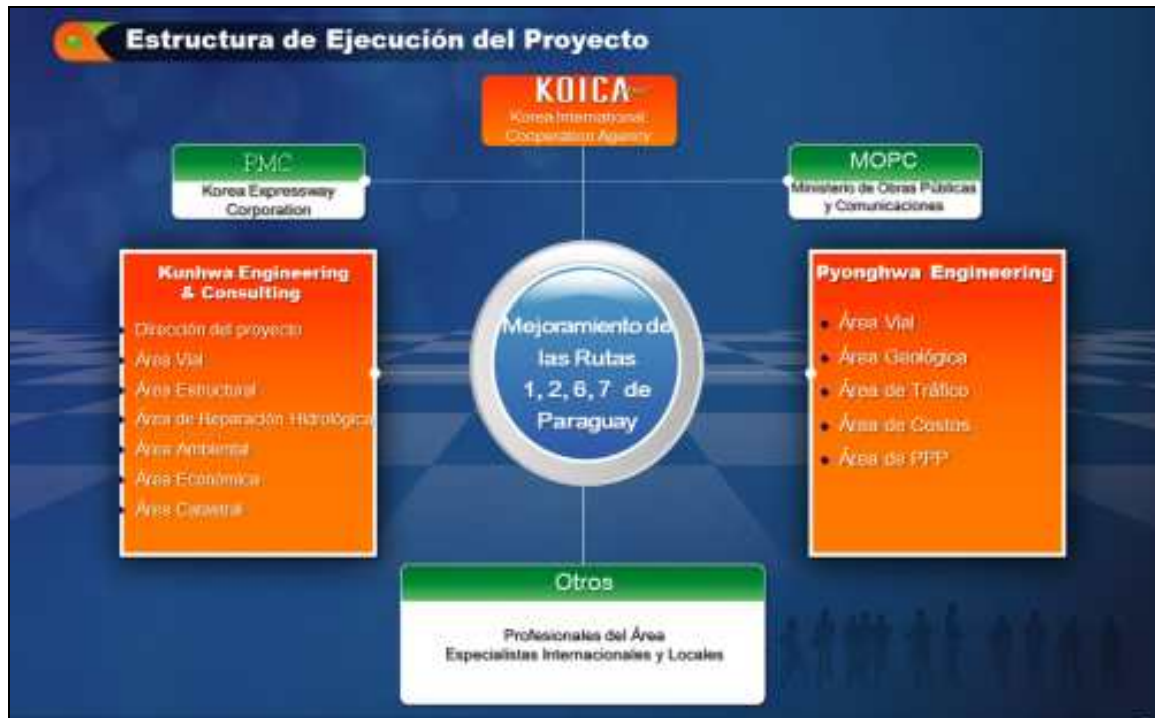 Estructura de Ejecución del Proyecto
KOICA
Korea International
Cooperation Agency
PMC
Korea Expressway
Corporation
MOPC
Ministerio de Obras Públicas
y Comunicaciones
Kunhwa Engineering
& Consulting
Dirección del proyecto
Área Vial
Área Estructural
Área de Reparación Hidrológica
Área Ambiental
Área Económica
Área Catastral
Mejoramiento de
las Rutas
1, 2, 6, 7 de
Paraguay
Pyonghwa Engineering
Área Vial
Área Geológica
Área de Tráfico
Área de Costos
Área de PPP
Otros
Profesionales del Área
Especialistas Internacionales y Locales